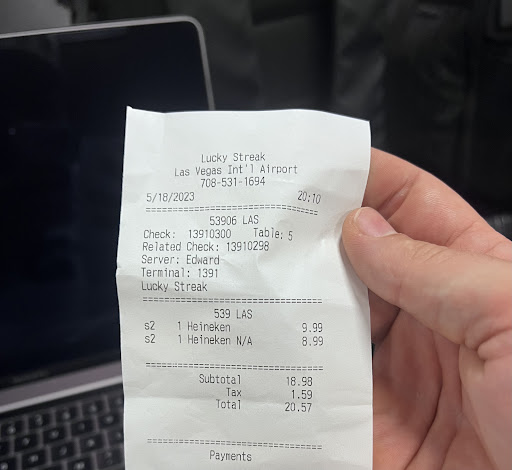 Lucky Streak
Las Vegas Int'l Airport
708-531-1694
5/18/2023 20:10
==============================
53906 LAS
Check: 13910300 Table: 5
Related Check: 13910298
Server: Edward
Terminal: 1391
Lucky Streak
==============================
539 LAS
s2 1 Heineken 9.99
s2 1 Heineken N/A 8.99
==============================
Subtotal 18.98
Tax 1.59
Total 20.57
==============================
Payments